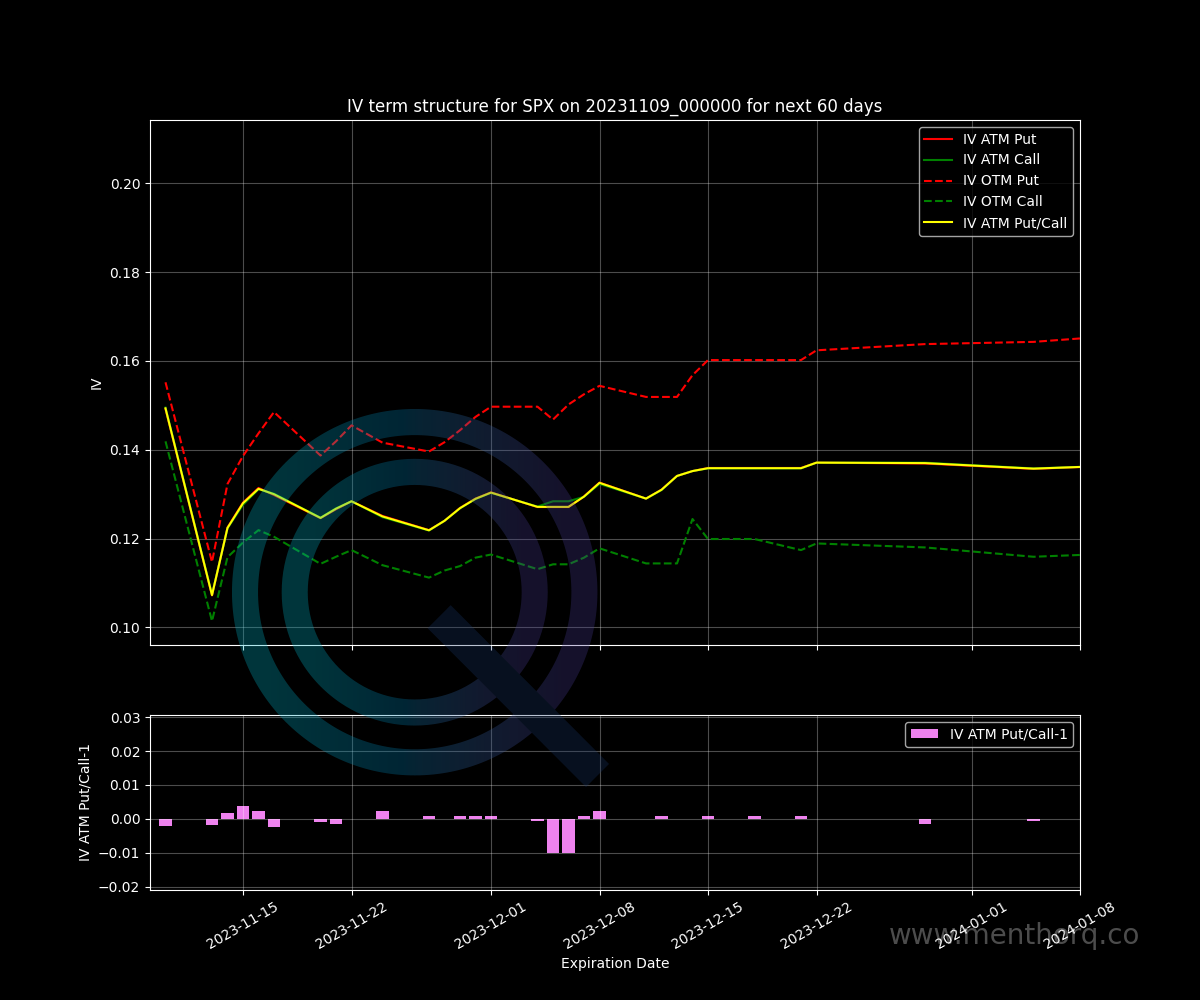 IV term structure for SPX on 20231109_000000 for next 60 days
IV ATM Put
IV ATM Call
IV OTM Put
IV OTM Call
IV ATM Put/Call
0.20
0.18
0.16
0.14
0.12
0.10
IV
IV ATM Put/Call-1
0.03
0.02
0.01
0.00
−0.01
−0.02
IV ATM Put/Call-1
2023-11-15
2023-11-22
2023-12-01
2023-12-08
2023-12-15
2023-12-22
2024-01-01
2024-01-08
www.menthorq.co
Expiration Date